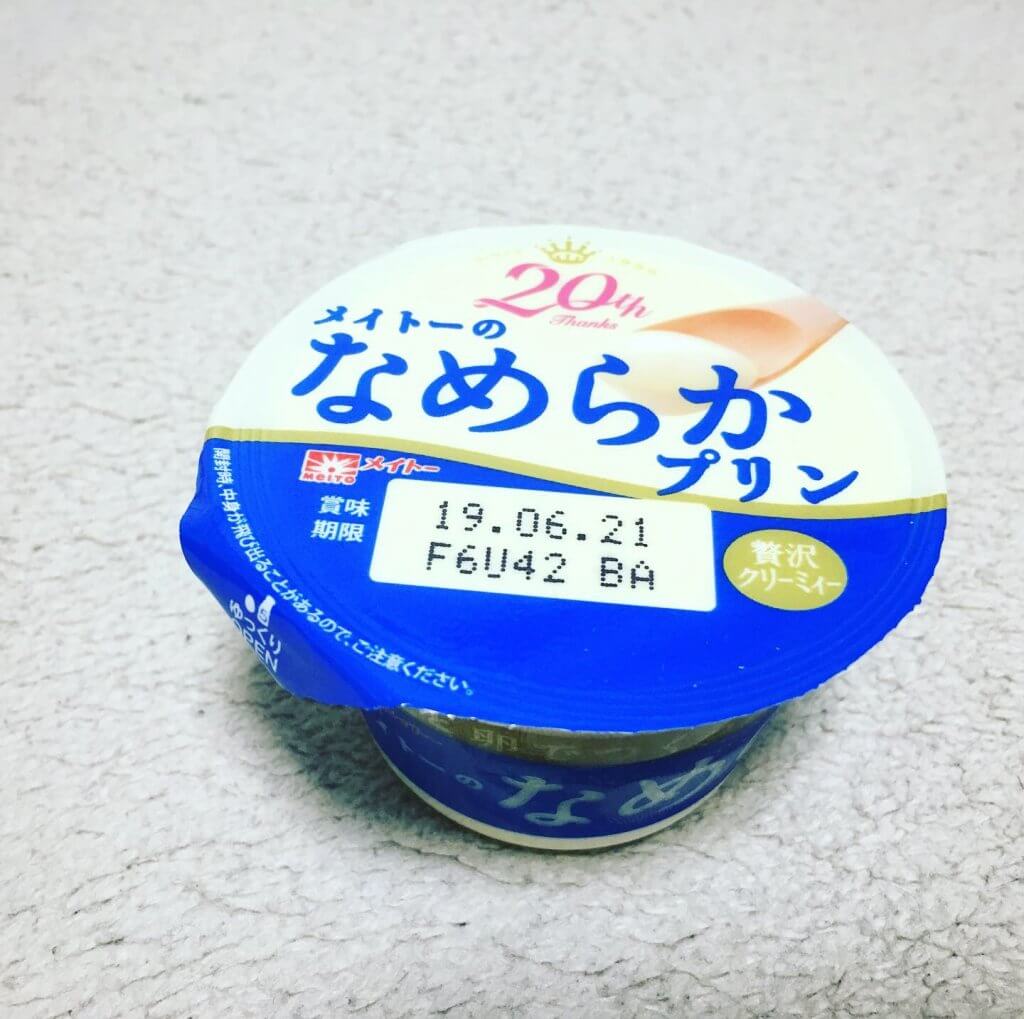 20th
Thanks
メイトーの
なめらか
プリン
MEITO メイトー
賞味
期限
19.06.21
F6U42 BA
贅沢
クリーミィー
開封時、中身が飛び出ることがあるので、ご注意ください。
ゆっくり
OPEN
卵
トーの
なめ